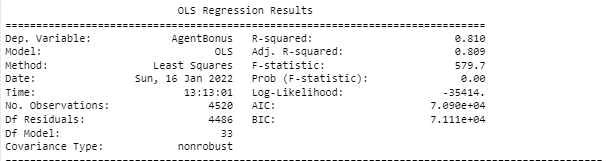 OLS Regression Results
==============================================================================
Dep. Variable: AgentBonus R-squared: 0.810
Model: OLS Adj. R-squared: 0.809
Method: Least Squares F-statistic: 579.7
Date: Sun, 16 Jan 2022 Prob (F-statistic): 0.00
Time: 13:13:01 Log-Likelihood: -35414.
No. Observations: 4520 AIC: 7.090e+04
Df Residuals: 4486 BIC: 7.111e+04
Df Model: 33
Covariance Type: nonrobust